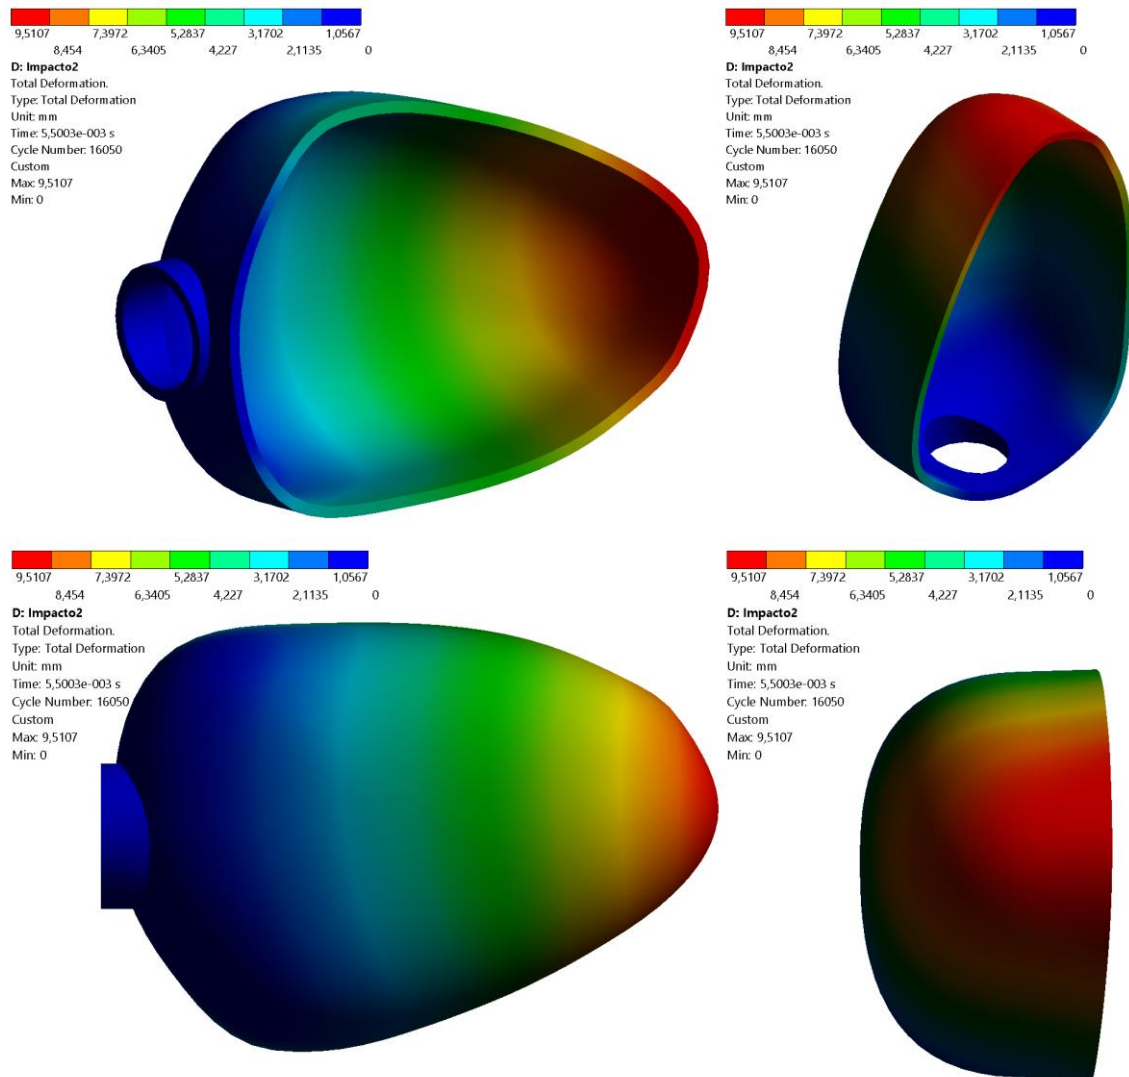 9,5107 7,3972 5,2837 3,1702 1,0567
8,454 6,3405 4,227 2,1135 0
D: Impacto2
Total Deformation.
Type: Total Deformation
Unit: mm
Time: 5,5003e-003 s
Cycle Number: 16050
Custom
Max: 9,5107
Min: 0
9,5107 7,3972 5,2837 3,1702 1,0567
8,454 6,3405 4,227 2,1135 0
D: Impacto2
Total Deformation.
Type: Total Deformation
Unit: mm
Time: 5,5003e-003 s
Cycle Number: 16050
Custom
Max: 9,5107
Min: 0
9,5107 7,3972 5,2837 3,1702 1,0567
8,454 6,3405 4,227 2,1135 0
D: Impacto2
Total Deformation.
Type: Total Deformation
Unit: mm
Time: 5,5003e-003 s
Cycle Number: 16050
Custom
Max: 9,5107
Min: 0
9,5107 7,3972 5,2837 3,1702 1,0567
8,454 6,3405 4,227 2,1135 0
D: Impacto2
Total Deformation.
Type: Total Deformation
Unit: mm
Time: 5,5003e-003 s
Cycle Number: 16050
Custom
Max: 9,5107
Min: 0